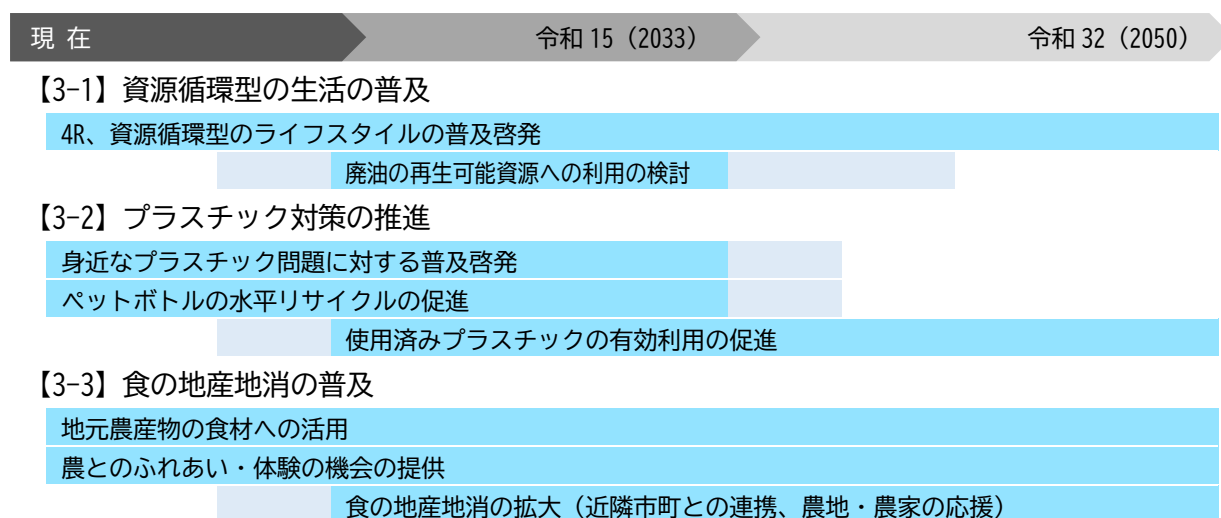 現 在 令和 15（2033） 令和 32（2050）
【3-1】資源循環型の生活の普及
4R、資源循環型のライフスタイルの普及啓発
廃油の再生可能資源への利用の検討
【3-2】プラスチック対策の推進
身近なプラスチック問題に対する普及啓発
ペットボトルの水平リサイクルの促進
使用済みプラスチックの有効利用の促進
【3-3】食の地産地消の普及
地元農産物の食材への活用
農とのふれあい・体験の機会の提供
食の地産地消の拡大（近隣市町との連携、農地・農家の応援）